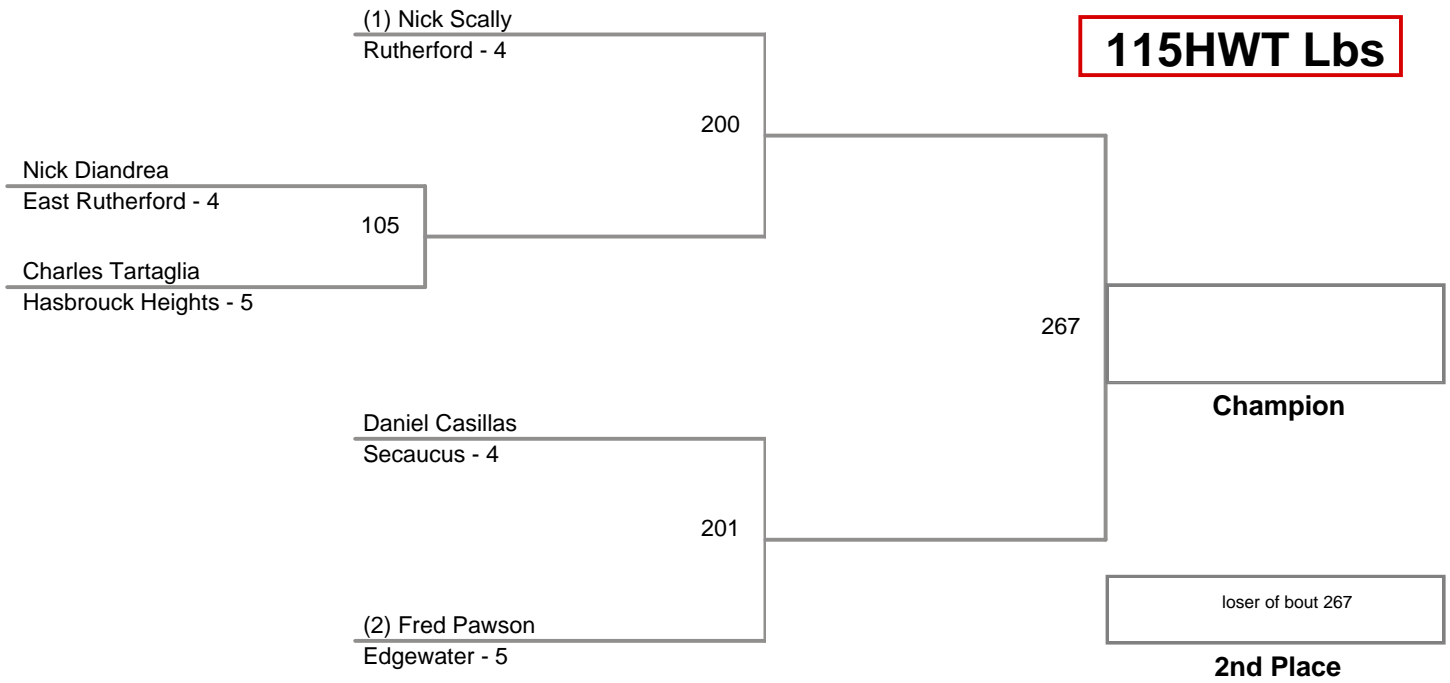 (1) Nick Scally
Rutherford - 4
115HWT Lbs
200
Nick Diandrea
East Rutherford - 4
105
Charles Tartaglia
Hasbrouck Heights - 5
267
Champion
Daniel Casillas
Secaucus - 4
201
(2) Fred Pawson
Edgewater - 5
loser of bout 267
2nd Place